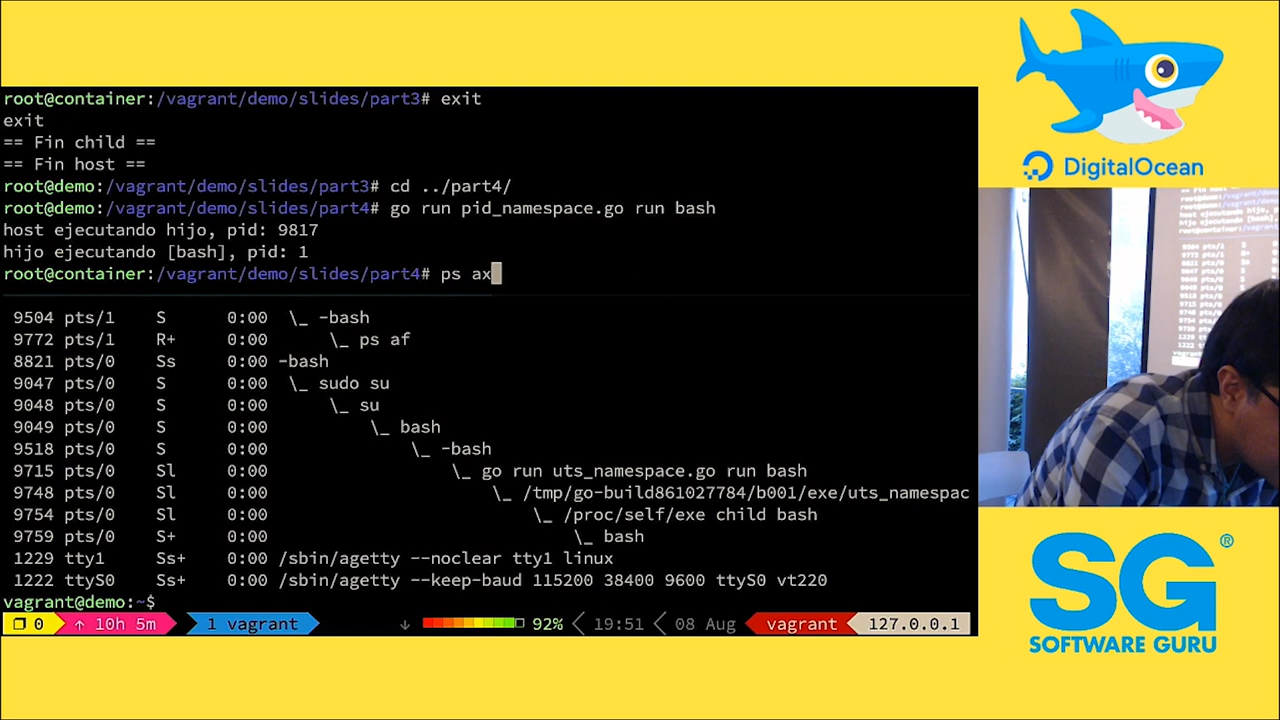 root@container:/vagrant/demo/slides/part3# exit
exit
== Fin child ==
== Fin host ==
root@demo:/vagrant/demo/slides/part3# cd ../part4/
root@demo:/vagrant/demo/slides/part4# go run pid_namespace.go run bash
host ejecutando hijo, pid: 9817
hijo ejecutando [bash], pid: 1
root@container:/vagrant/demo/slides/part4# ps ax
9504 pts/1 S 0:00 \_ -bash
9772 pts/1 R+ 0:00 \_ ps af
8821 pts/0 Ss 0:00 -bash
9047 pts/0 S 0:00 \_ sudo su
9048 pts/0 S 0:00 \_ su
9049 pts/0 S 0:00 \_ bash
9518 pts/0 S 0:00 \_ -bash
9715 pts/0 Sl 0:00 \_ go run uts_namespace.go run bash
9748 pts/0 Sl 0:00 \_ /tmp/go-build861027784/b001/exe/uts_namespac
9754 pts/0 Sl 0:00 \_ /proc/self/exe child bash
9759 pts/0 S+ 0:00 \_ bash
1229 tty1 Ss+ 0:00 /sbin/agetty --noclear tty1 linux
1222 ttyS0 Ss+ 0:00 /sbin/agetty --keep-baud 115200 38400 9600 ttyS0 vt220
vagrant@demo:~$
0 ↑ 10h 5m 1 vagrant ↓ 92% 19:51 08 Aug vagrant 127.0.0.1
DigitalOcean
SG®
SOFTWARE GURU